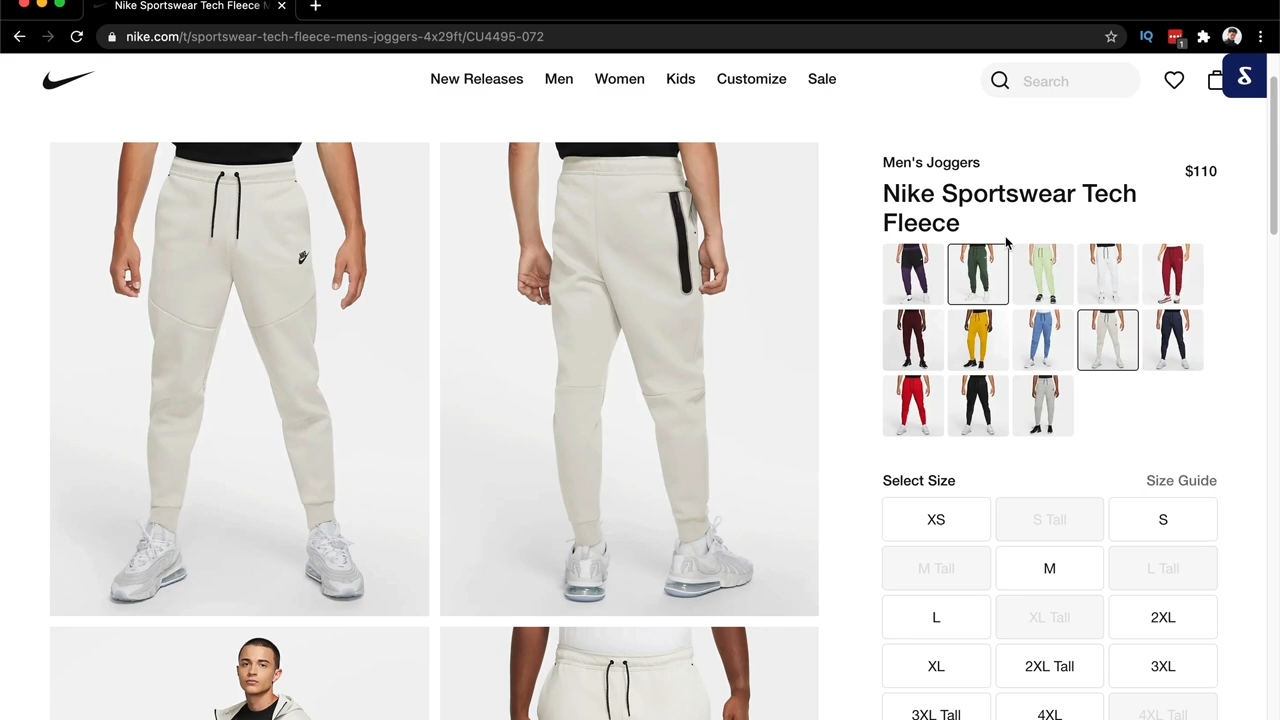 Nike Sportswear Tech Fleece M
nike.com/t/sportswear-tech-fleece-mens-joggers-4x29ft/CU4495-072
IQ
1
New Releases Men Women Kids Customize Sale
Search
Men's Joggers
$110
Nike Sportswear Tech
Fleece
Select Size Size Guide
XS S Tall S
M Tall M L Tall
L XL Tall 2XL
XL 2XL Tall 3XL
3XL Tall 4XL 4XL Tall